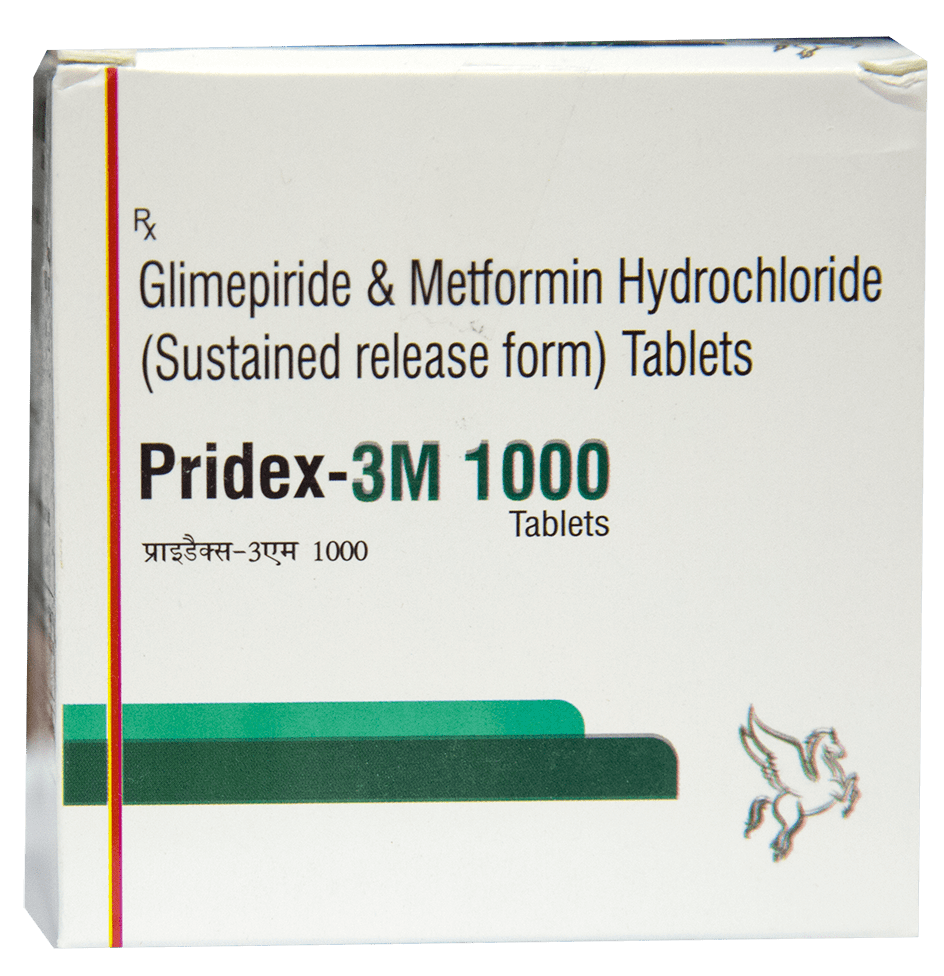 Rx
Glimepiride & Metformin Hydrochloride
(Sustained release form) Tablets
Pridex-3M 1000
Tablets
प्राइडैक्स-3एम 1000